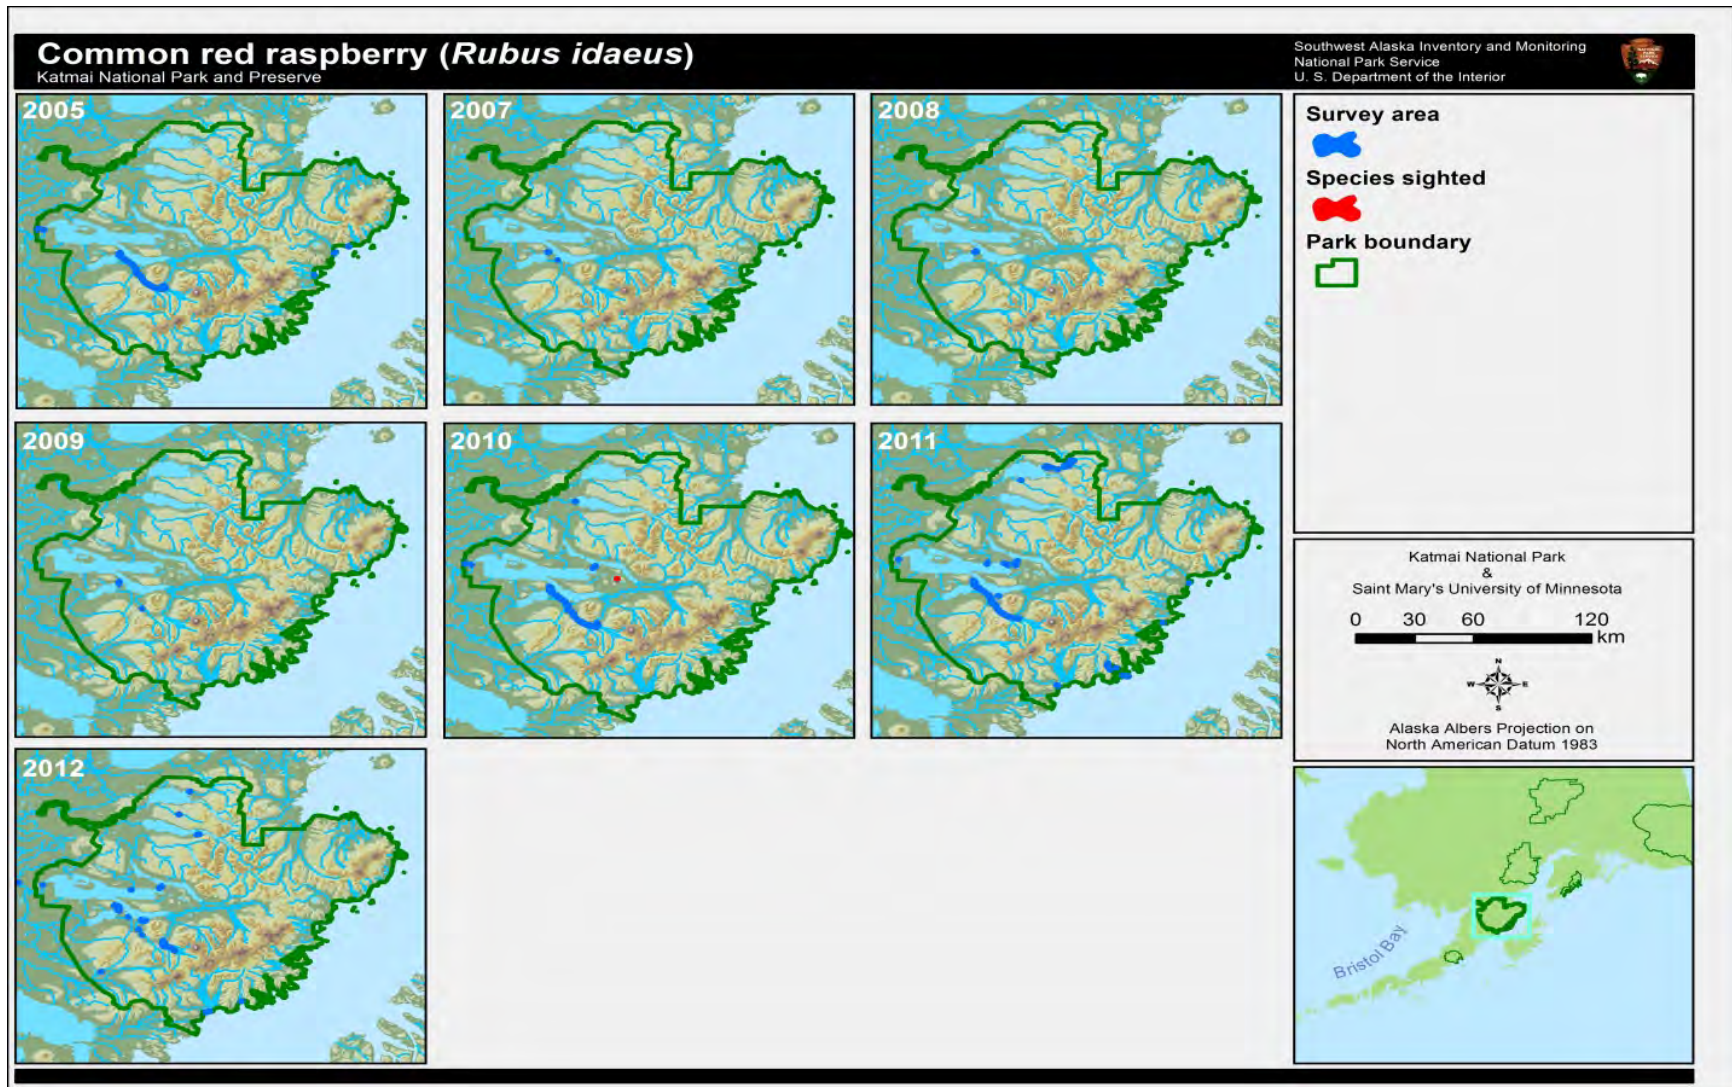 Common red raspberry (Rubus idaeus)
Katmai National Park and Preserve
Southwest Alaska Inventory and Monitoring
National Park Service
U. S. Department of the Interior
2005
2007
2008
Survey area
Species sighted
Park boundary
2009
2010
2011
Katmai National Park
&
Saint Mary's University of Minnesota
0 30 60 120
km
N
W E
S
Alaska Albers Projection on
North American Datum 1983
2012
Bristol Bay